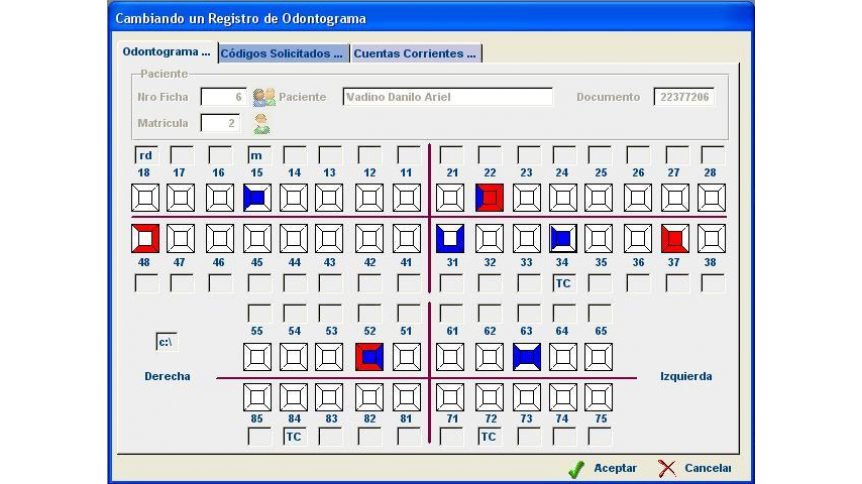 Cambiando un Registro de Odontograma
Odontograma ... Códigos Solicitados ... Cuentas Corrientes ...
Paciente
Nro Ficha 6 Paciente Vadino Danilo Ariel Documento 22377206
Matricula 2
rd m
18 17 16 15 14 13 12 11 21 22 23 24 25 26 27 28
48 47 46 45 44 43 42 41 31 32 33 34 35 36 37 38
TC
55 54 53 52 51 61 62 63 64 65
c:\
Derecha Izquierda
85 84 83 82 81 71 72 73 74 75
TC TC
Aceptar Cancelar